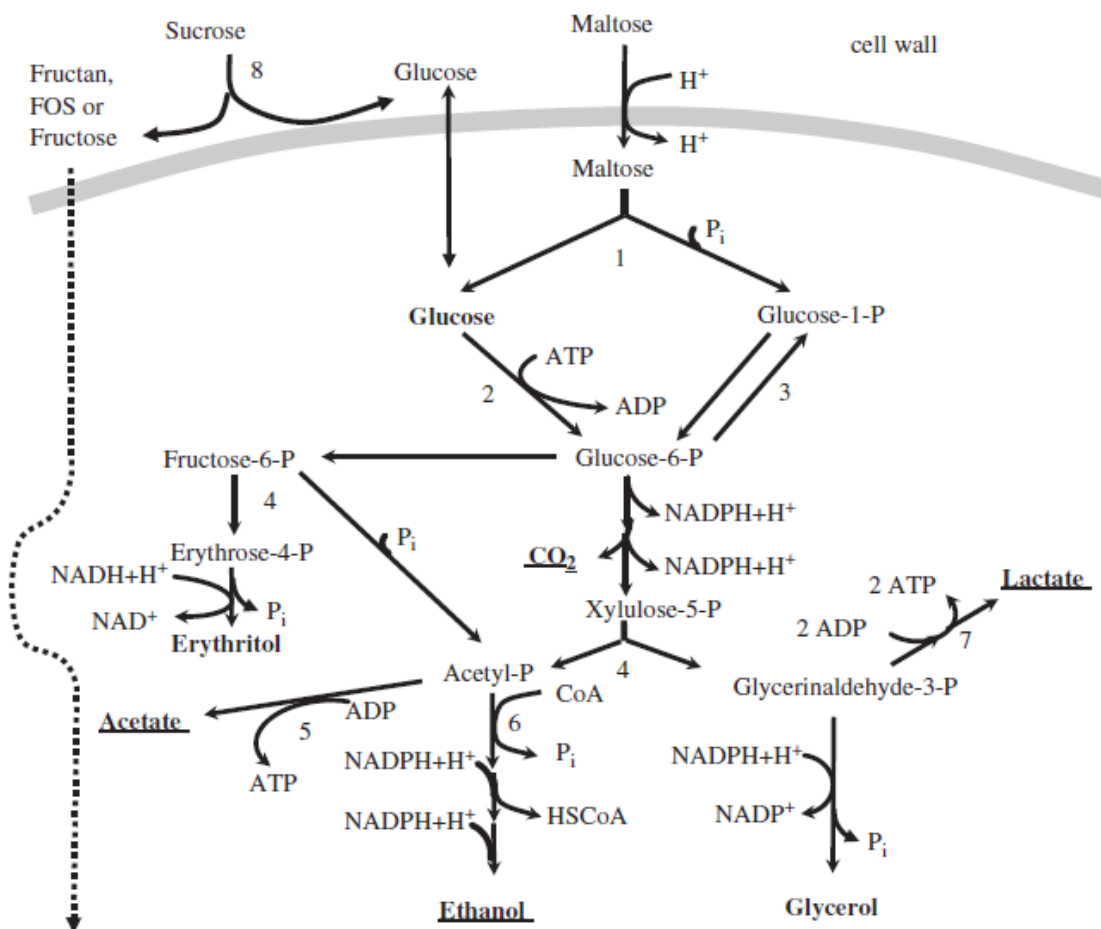 Sucrose
Maltose
cell wall
8
Glucose
Fructan,
FOS or
Fructose
H+
H+
Maltose
Pi
1
Glucose
Glucose-1-P
ATP
2
ADP
3
Fructose-6-P
Glucose-6-P
4
Pi
NADPH+H+
Erythrose-4-P
CO2
NADPH+H+
NADH+H+
NAD+
Pi
Erythritol
Xylulose-5-P
2 ATP
Lactate
2 ADP
7
4
Acetyl-P
Glycerinaldehyde-3-P
CoA
Acetate
ADP
5
6
Pi
ATP
NADPH+H+
NADPH+H+
HSCoA
NADP+
NADPH+H+
Pi
Ethanol
Glycerol